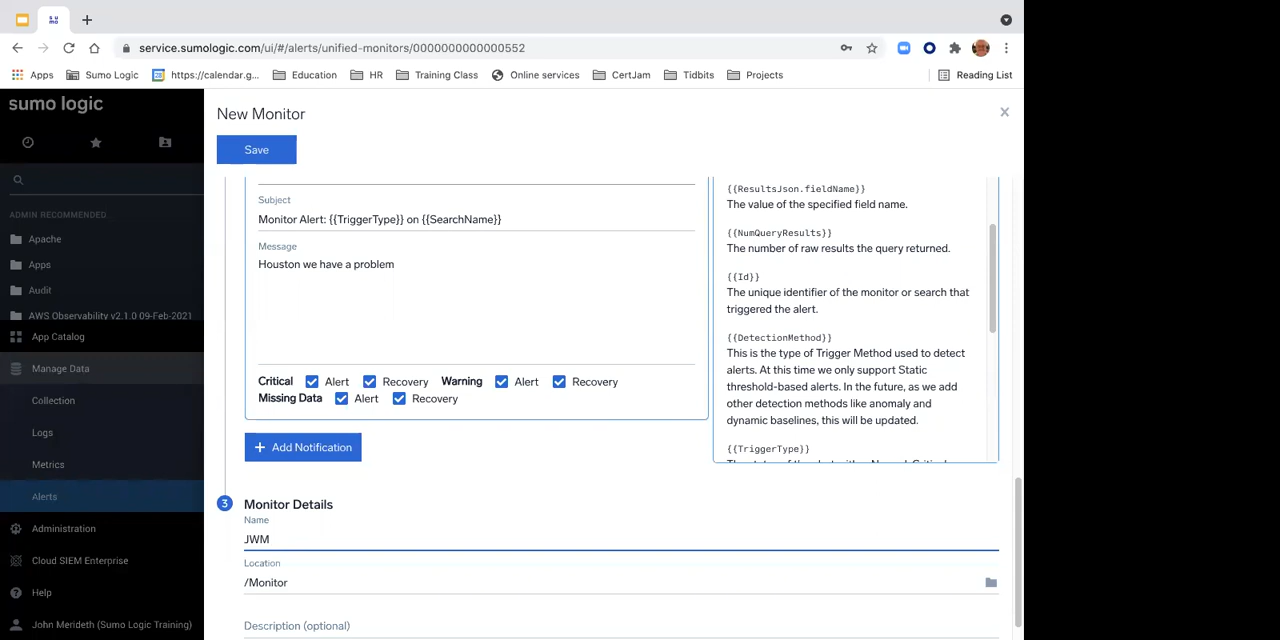 s u
mo
service.sumologic.com/ui/#/alerts/unified-monitors/0000000000000552
Apps
Sumo Logic
https://calendar.g...
Education
HR
Training Class
Online services
CertJam
Tidbits
Projects
Reading List
sumo logic
ADMIN RECOMMENDED
Apache
Apps
Audit
AWS Observability v2.1.0 09-Feb-2021
App Catalog
Manage Data
Collection
Logs
Metrics
Alerts
Administration
Cloud SIEM Enterprise
Help
John Merideth (Sumo Logic Training)
New Monitor
Save
Subject
Monitor Alert: {{TriggerType}} on {{SearchName}}
Message
Houston we have a problem
Critical Alert Recovery Warning Alert Recovery
Missing Data Alert Recovery
+ Add Notification
{{ResultsJson.fieldName}}
The value of the specified field name.
{{NumQueryResults}}
The number of raw results the query returned.
{{Id}}
The unique identifier of the monitor or search that
triggered the alert.
{{DetectionMethod}}
This is the type of Trigger Method used to detect
alerts. At this time we only support Static
threshold-based alerts. In the future, as we add
other detection methods like anomaly and
dynamic baselines, this will be updated.
{{TriggerType}}
3 Monitor Details
Name
JWM
Location
/Monitor
Description (optional)